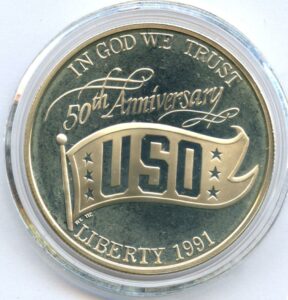 IN GOD WE TRUST
50th Anniversary
USO
LIBERTY 1991